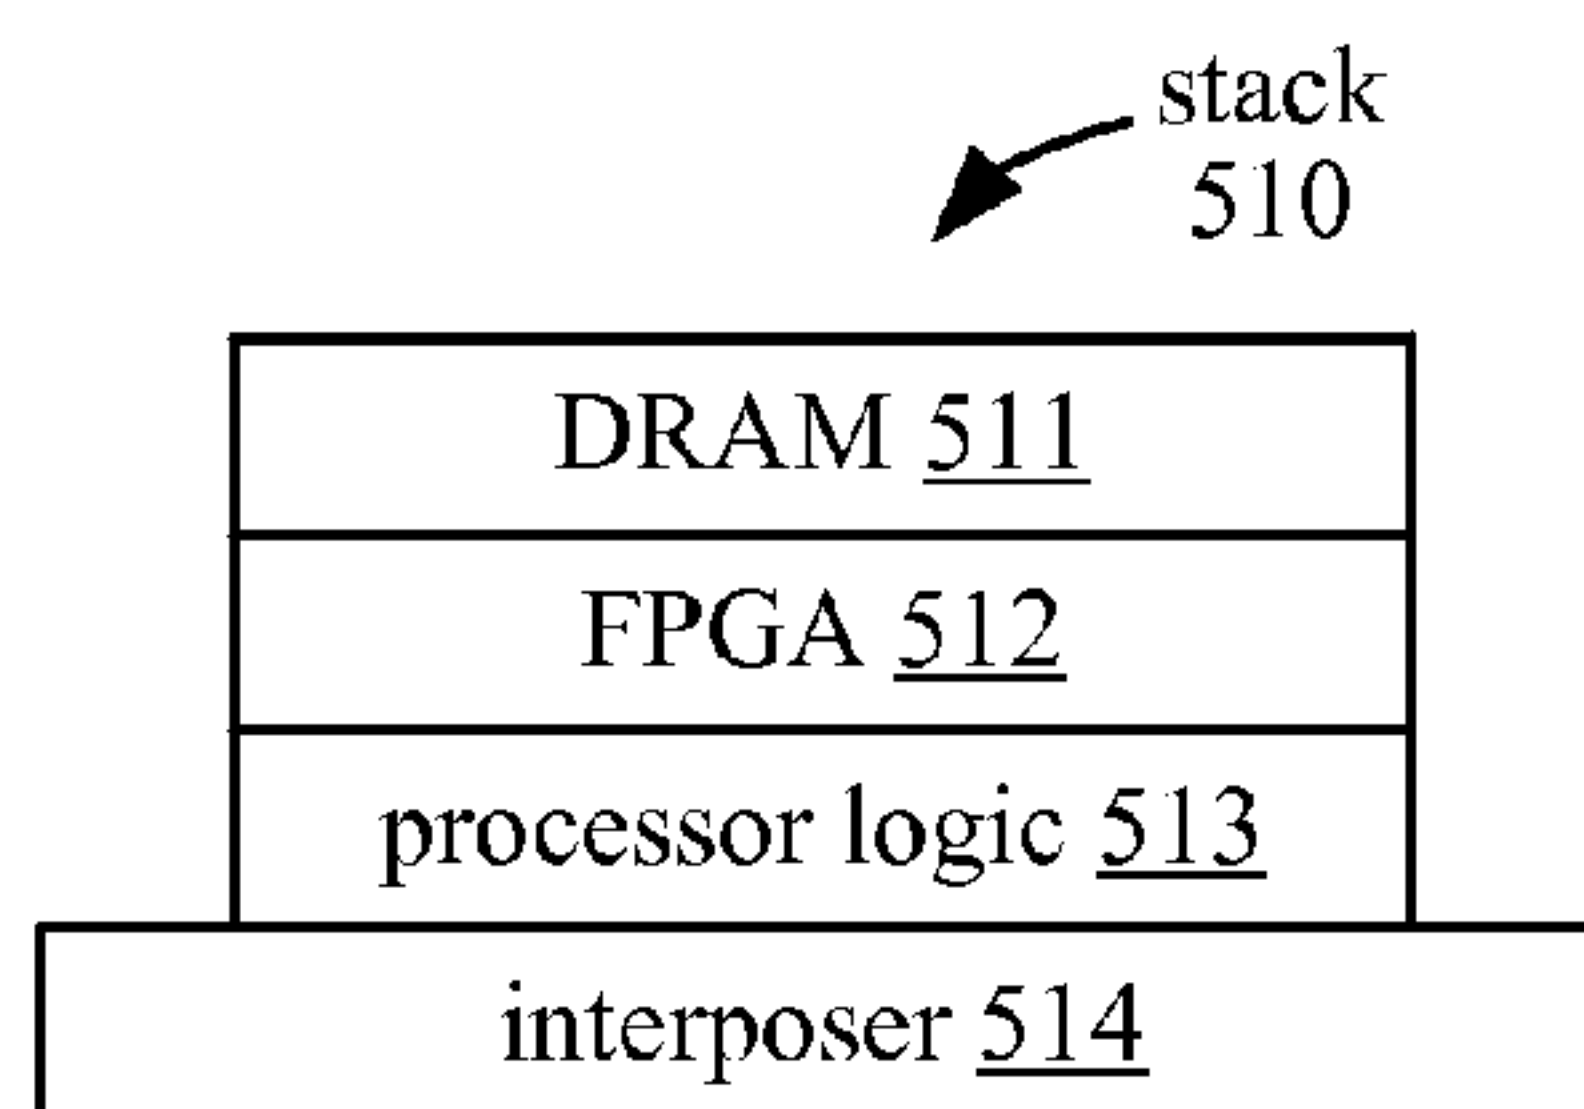 stack
510
DRAM 511
FPGA 512
processor logic 513
interposer 514